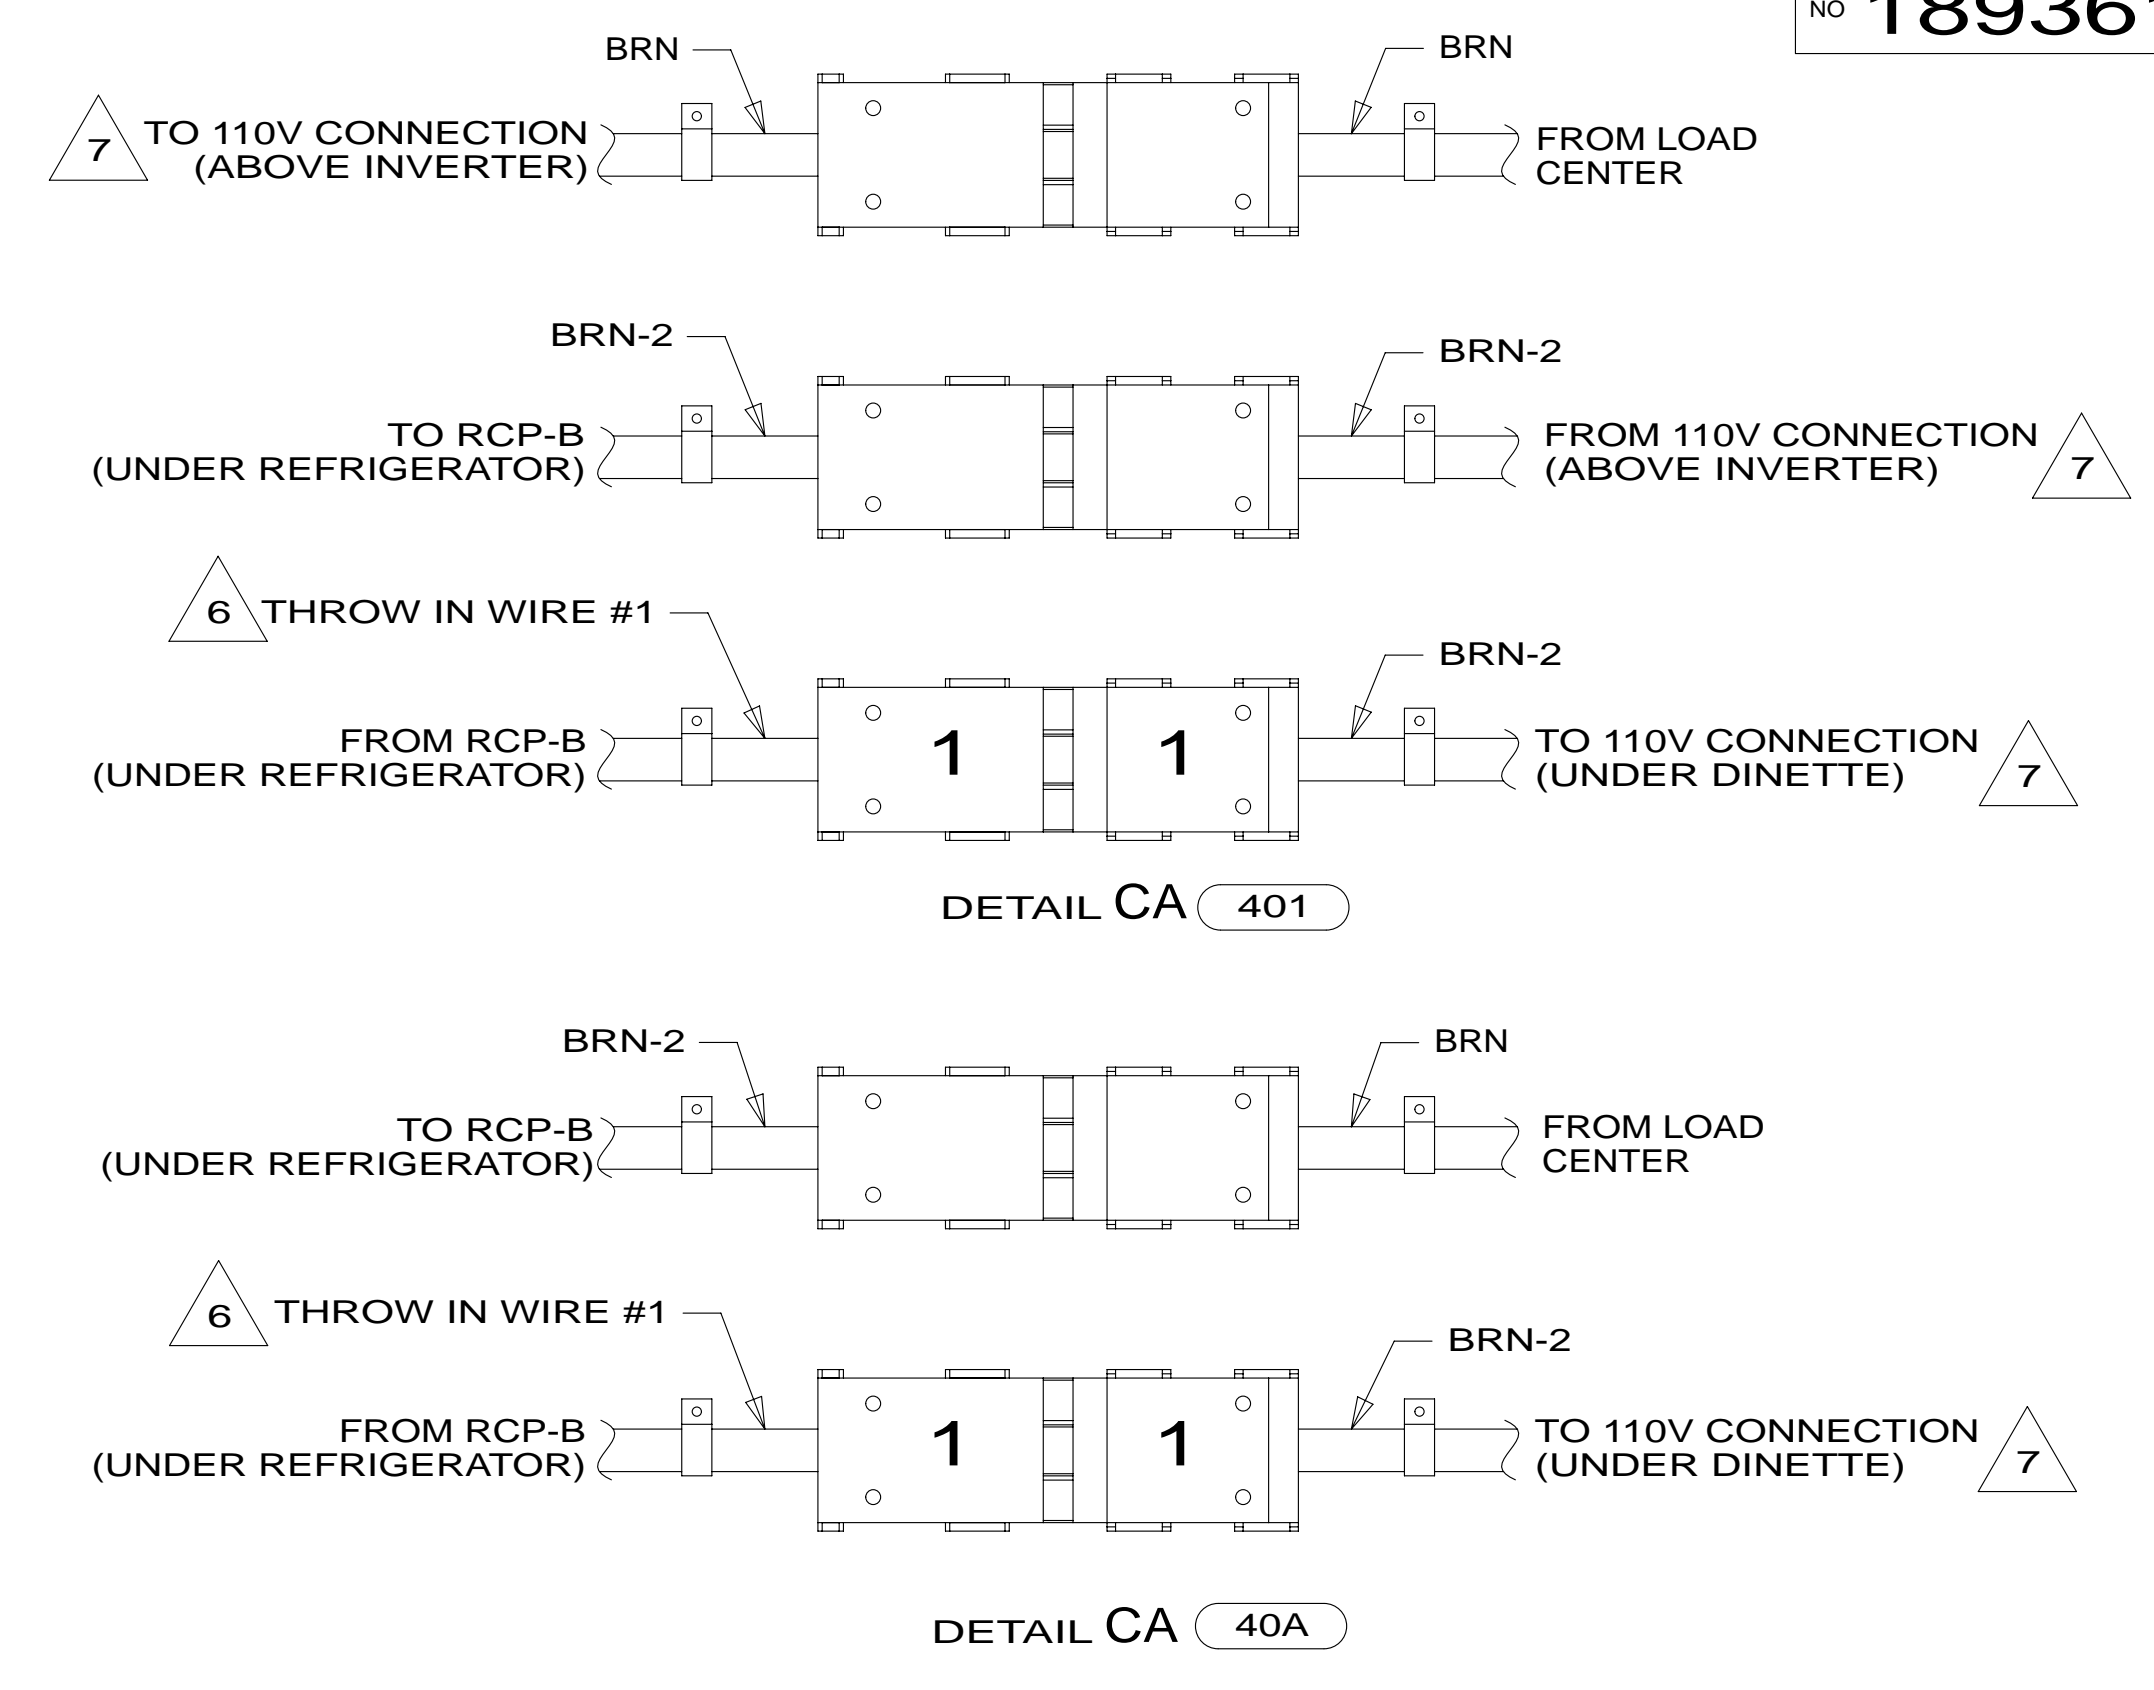 NO
BRN
BRN
7
TO 110V CONNECTION
(ABOVE INVERTER)
FROM LOAD
CENTER
BRN-2
BRN-2
TO RCP-B
(UNDER REFRIGERATOR)
FROM 110V CONNECTION
(ABOVE INVERTER)
7
6
THROW IN WIRE #1
BRN-2
FROM RCP-B
(UNDER REFRIGERATOR)
1
1
TO 110V CONNECTION
(UNDER DINETTE)
7
DETAIL CA 401
BRN-2
BRN
TO RCP-B
(UNDER REFRIGERATOR)
FROM LOAD
CENTER
6
THROW IN WIRE #1
BRN-2
FROM RCP-B
(UNDER REFRIGERATOR)
1
1
TO 110V CONNECTION
(UNDER DINETTE)
7
DETAIL CA 40A